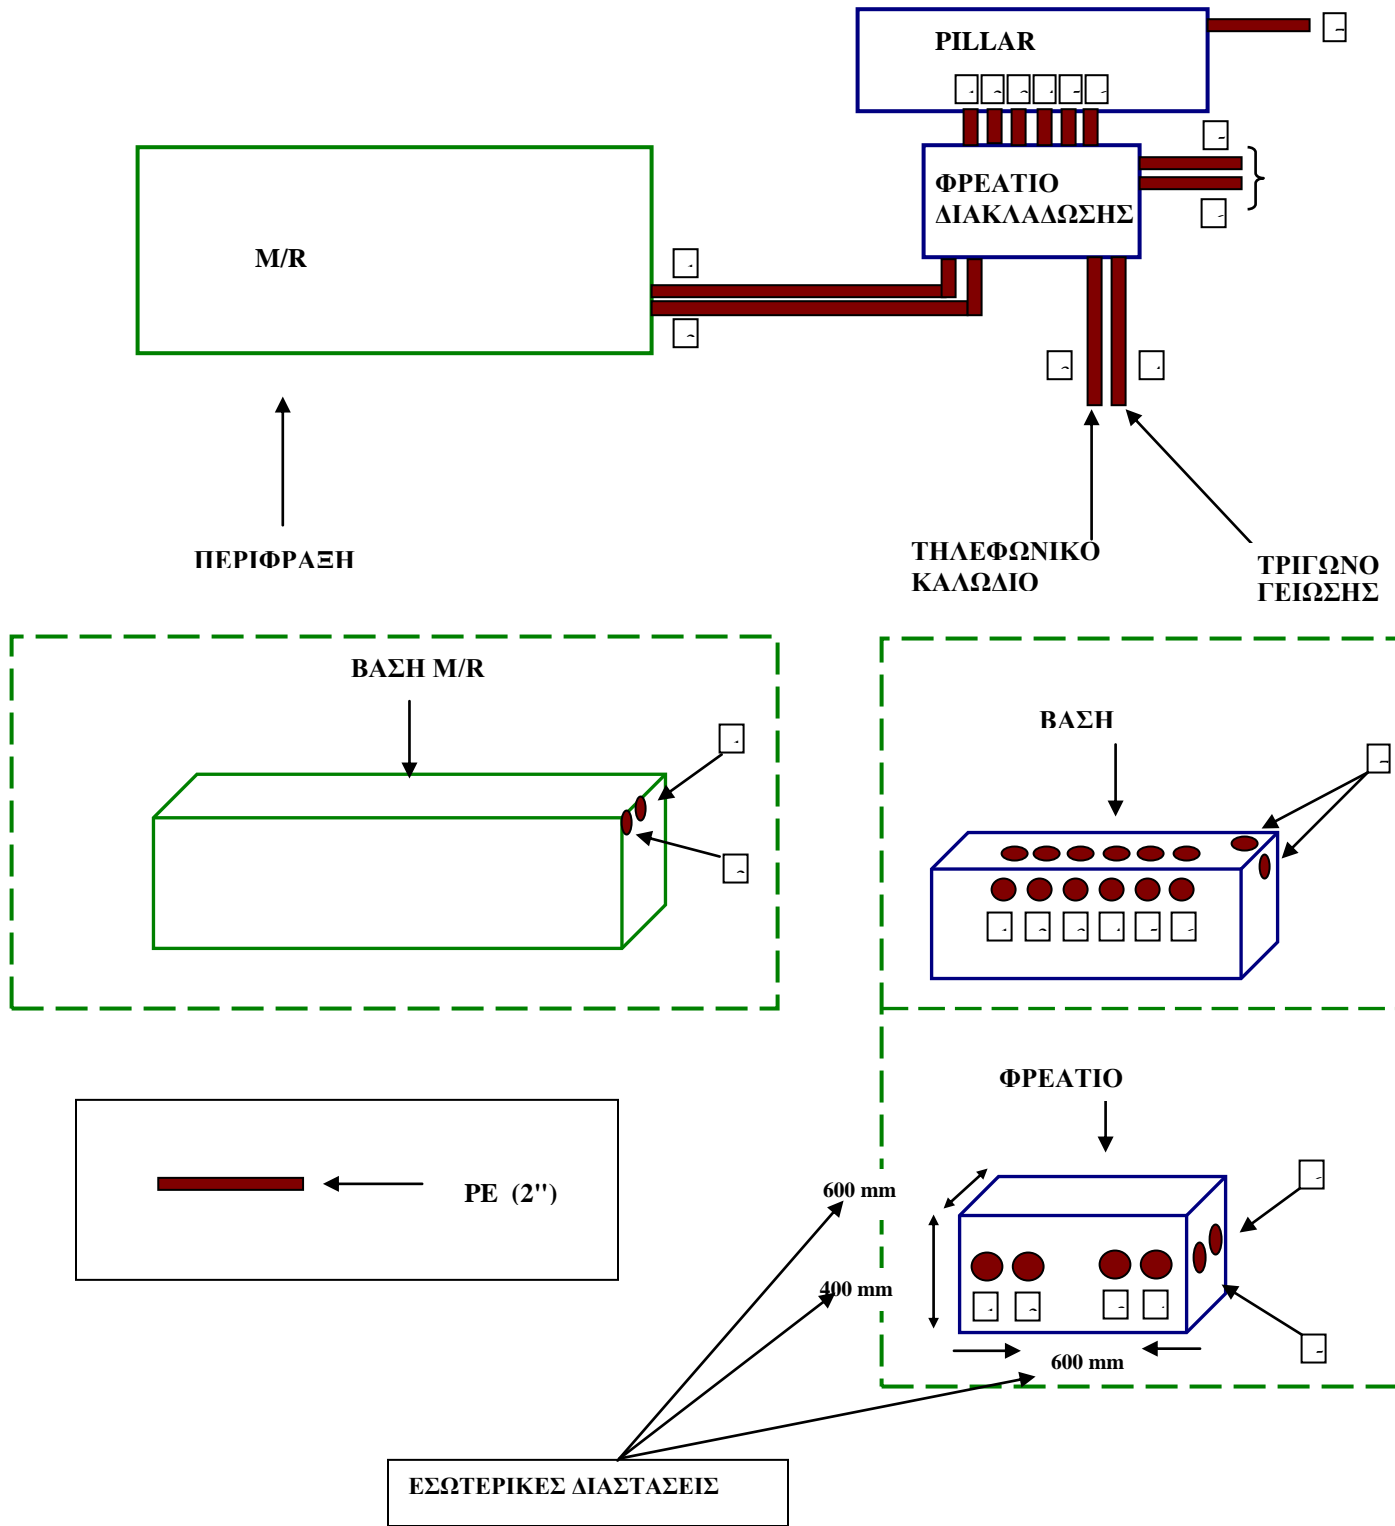 PILLAR
ΦΡΕΑΤΙΟ
ΔΙΑΚΛΑΔΩΣΗΣ
M/R
ΠΕΡΙΦΡΑΞΗ
ΤΗΛΕΦΩΝΙΚΟ
ΚΑΛΩΔΙΟ
ΤΡΙΓΩΝΟ
ΓΕΙΩΣΗΣ
ΒΑΣΗ M/R
ΒΑΣΗ
ΦΡΕΑΤΙΟ
PE (2")
600 mm
400 mm
600 mm
ΕΣΩΤΕΡΙΚΕΣ ΔΙΑΣΤΑΣΕΙΣ